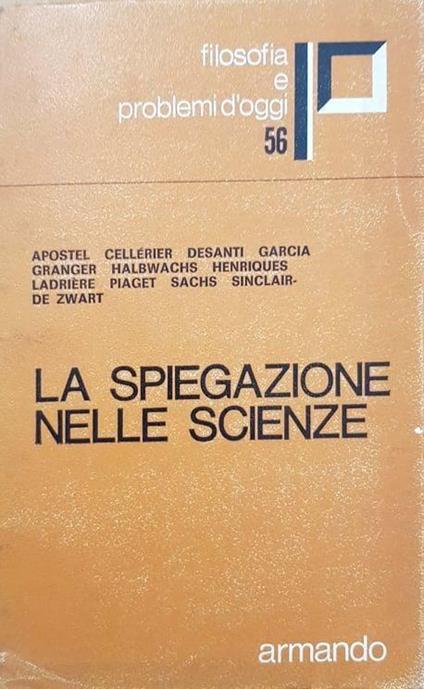 filosofia
e
problemi d'oggi
56
APOSTEL CELLÉRIER DESANTI GARCIA
GRANGER HALBWACHS HENRIQUES
LADRIÈRE PIAGET SACHS SINCLAIR-
DE ZWART
LA SPIEGAZIONE
NELLE SCIENZE
armando